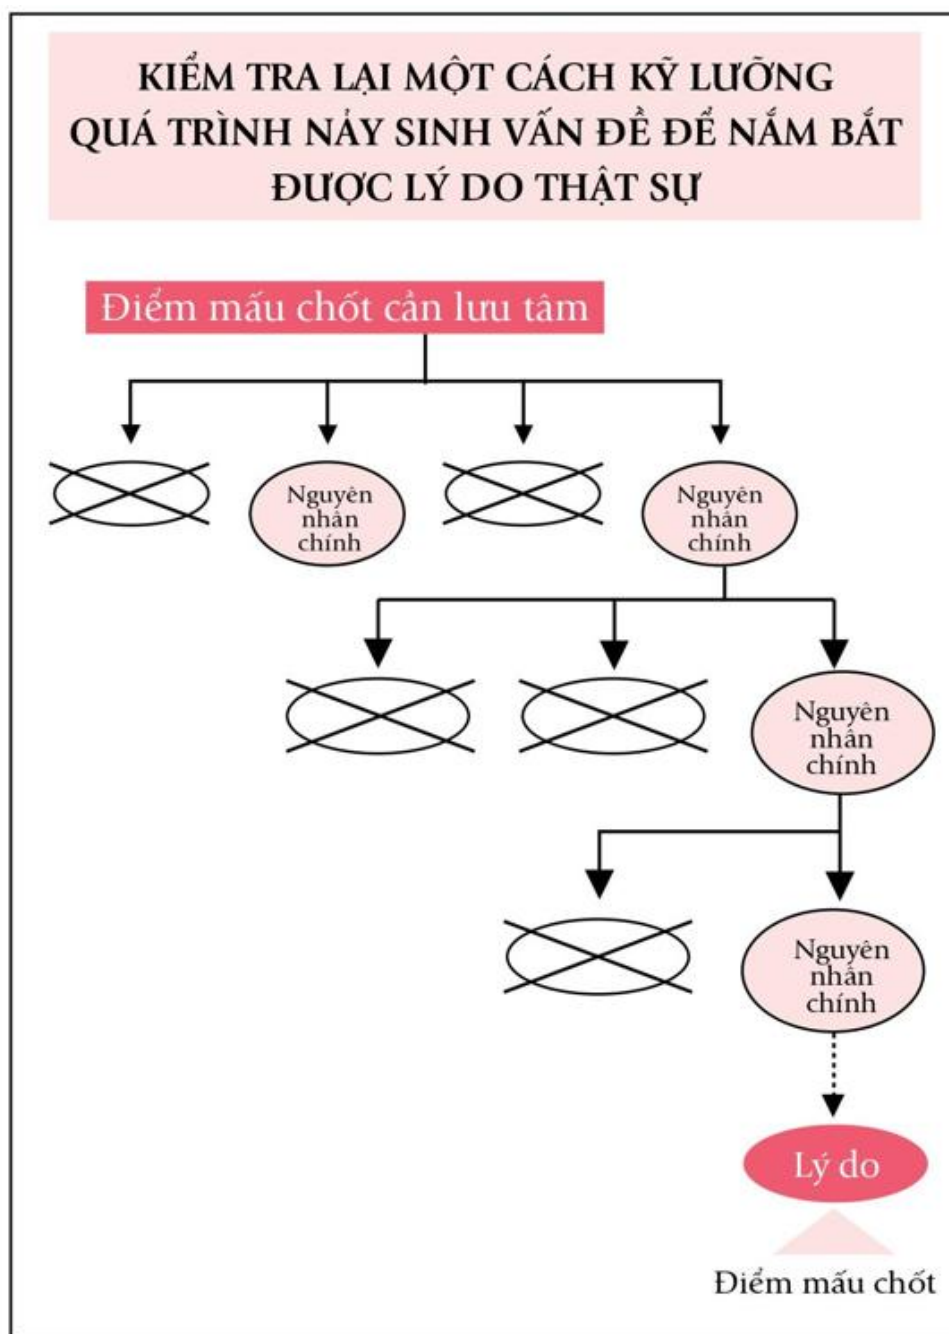 KIỂM TRA LẠI MỘT CÁCH KỸ LƯỠNG
QUÁ TRÌNH NẢY SINH VẤN ĐỀ ĐỂ NẮM BẮT
ĐƯỢC LÝ DO THẬT SỰ
Điểm mấu chốt cần lưu tâm
Nguyên
nhân
chính
Nguyên
nhân
chính
Nguyên
nhân
chính
Nguyên
nhân
chính
Lý do
Điểm mấu chốt